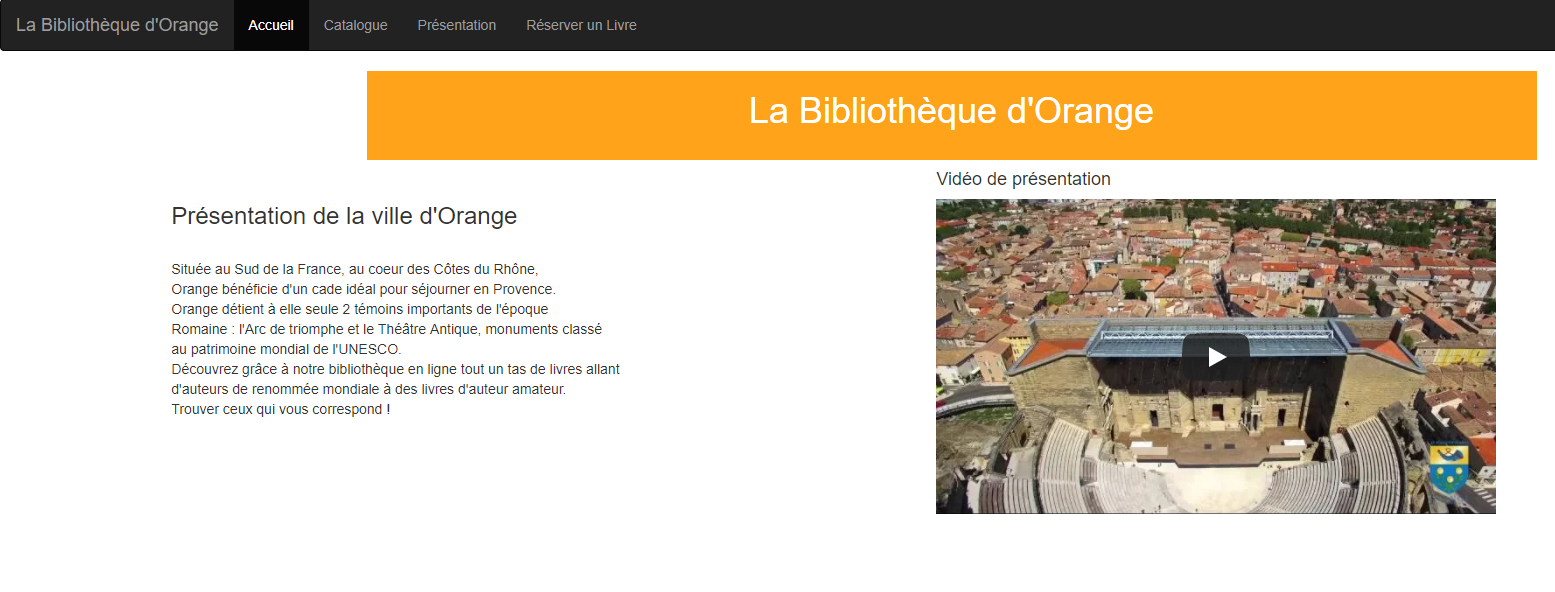 La Bibliothèque d'Orange Accueil Catalogue Présentation Réserver un Livre
La Bibliothèque d'Orange
Présentation de la ville d'Orange
Située au Sud de la France, au coeur des Côtes du Rhône,
Orange bénéficie d'un cade idéal pour séjourner en Provence.
Orange détient à elle seule 2 témoins importants de l'époque
Romaine : l'Arc de triomphe et le Théâtre Antique, monuments classé
au patrimoine mondial de l'UNESCO.
Découvrez grâce à notre bibliothèque en ligne tout un tas de livres allant
d'auteurs de renommée mondiale à des livres d'auteur amateur.
Trouver ceux qui vous correspond !
Vidéo de présentation